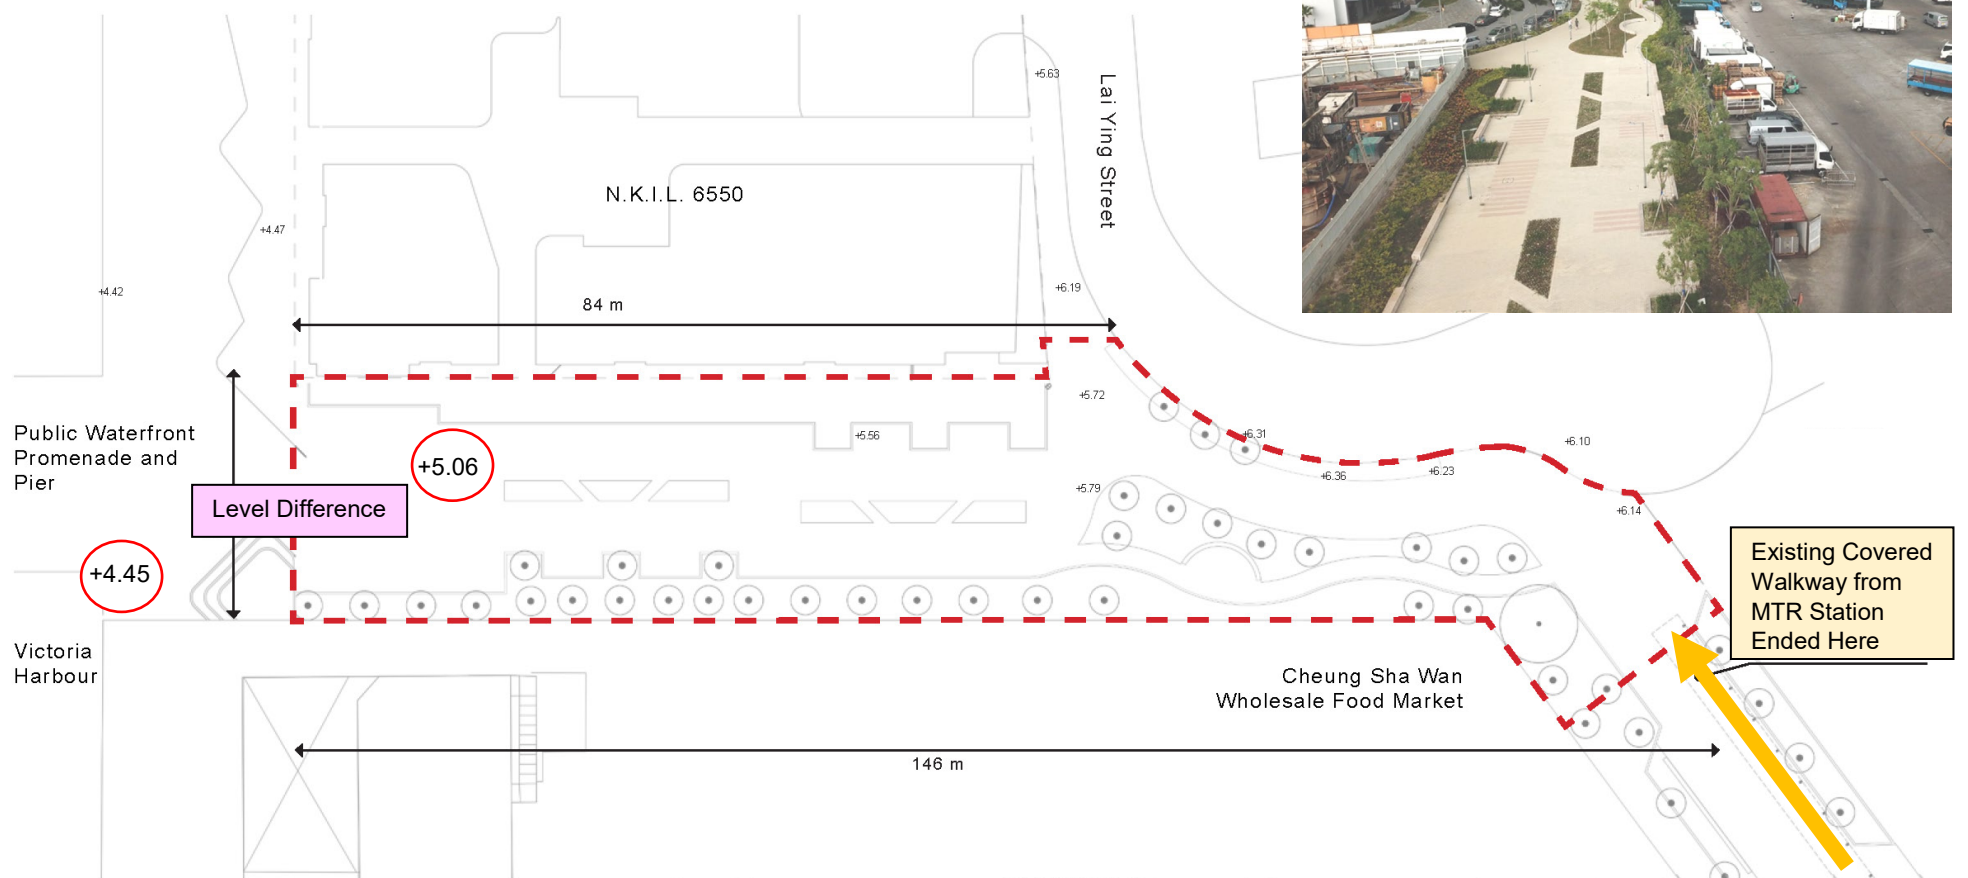 +5.63
Lai Ying Street
N.K.I.L. 6550
+4.47
+4.42
+6.19
84 m
+5.72
Public Waterfront
Promenade and
Pier
+5.06
+5.56
+6.31
+6.10
+6.36
+6.23
+5.79
+6.14
Level Difference
+4.45
Existing Covered
Walkway from
MTR Station
Ended Here
Victoria
Harbour
Cheung Sha Wan
Wholesale Food Market
146 m